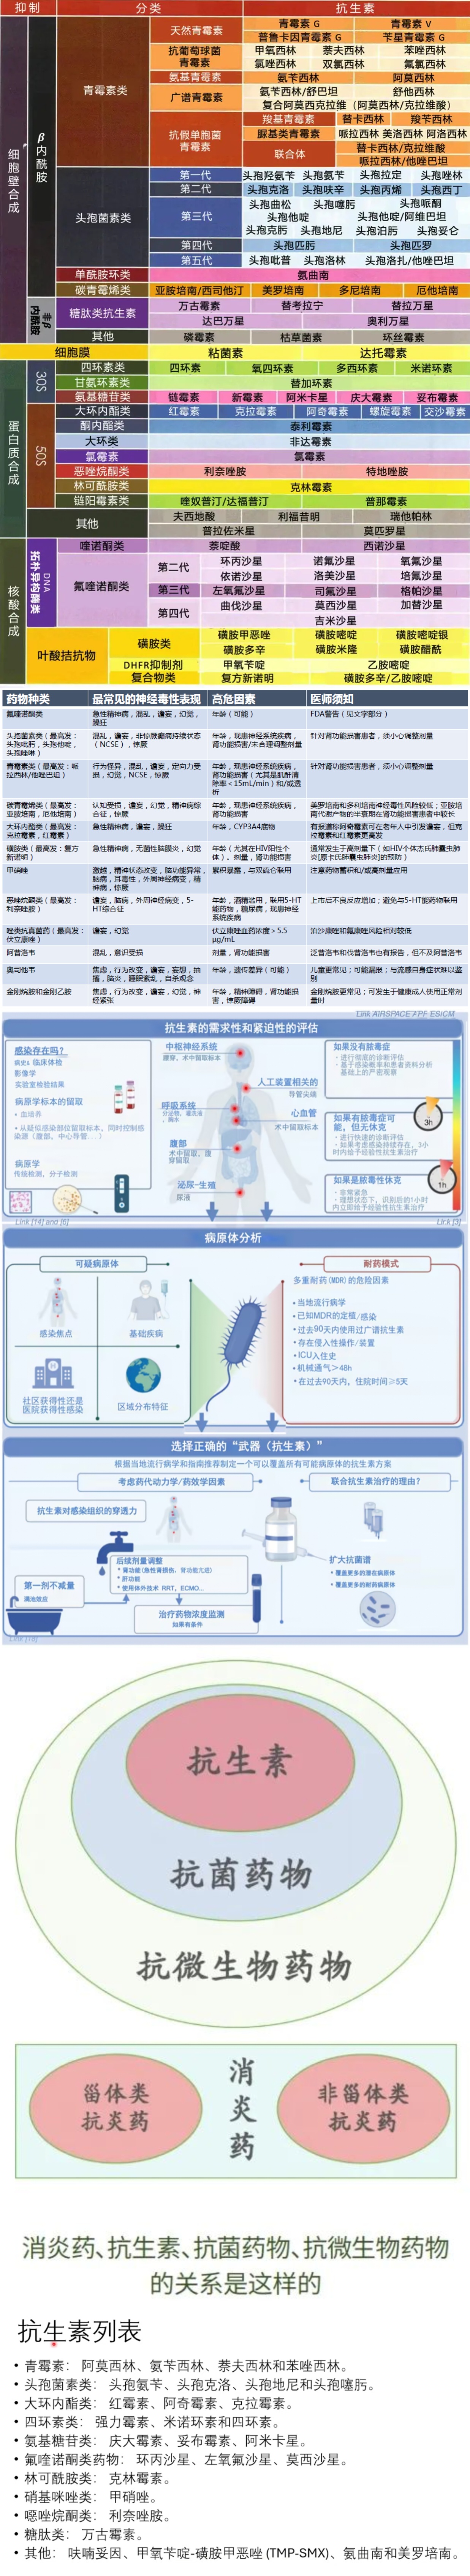 抑制 分类 抗生素
细胞壁合成
β内酰胺
青霉素类
天然青霉素
青霉素 G 青霉素 V
普鲁卡因青霉素 G 苄星青霉素 G
抗葡萄球菌青霉素
甲氧西林 萘夫西林 苯唑西林
氯唑西林 双氯西林 氟氯西林
氨基青霉素 氨苄西林 阿莫西林
广谱青霉素
氨苄西林/舒巴坦 舒他西林
复合阿莫西克拉维（阿莫西林/克拉维酸）
抗假单胞菌青霉素
羧基青霉素 替卡西林 羧苄西林
脲基类青霉素 哌拉西林 美洛西林 阿洛西林
联合体
替卡西林/克拉维酸
哌拉西林/他唑巴坦
头孢菌素类
第一代 头孢羟氨苄 头孢氨苄 头孢拉定 头孢唑林
第二代 头孢克洛 头孢呋辛 头孢丙烯 头孢西丁
第三代
头孢曲松 头孢噻肟 头孢哌酮
头孢他啶 头孢他啶/阿维巴坦
头孢克肟 头孢地尼 头孢泊肟 头孢妥仑
第四代 头孢匹肟 头孢匹罗
第五代 头孢吡普 头孢洛林 头孢洛扎/他唑巴坦
单酰胺环类 氨曲南
碳青霉烯类 亚胺培南/西司他汀 美罗培南 多尼培南 厄他培南
非β内酰胺
糖肽类抗生素
万古霉素 替考拉宁 替拉万星
达巴万星 奥利万星
其他 磷霉素 枯草菌素 环丝霉素
细胞膜 粘菌素 达托霉素
蛋白质合成
30S
四环素类 四环素 氧四环素 多西环素 米诺环素
甘氨环素类 替加环素
氨基糖苷类 链霉素 新霉素 阿米卡星 庆大霉素 妥布霉素
50S
大环内酯类 红霉素 克拉霉素 阿奇霉素 螺旋霉素 交沙霉素
酮内酯类 泰利霉素
大环类 非达霉素
氯霉素 氯霉素
恶唑烷酮类 利奈唑胺 特地唑胺
林可酰胺类 克林霉素
链阳霉素类 喹奴普汀/达福普汀 普那霉素
其他
夫西地酸 利福昔明 瑞他帕林
普拉佐米星 莫匹罗星
核酸合成
DNA拓扑异构酶类
喹诺酮类 萘啶酸 西诺沙星
氟喹诺酮类
第二代
环丙沙星 诺氟沙星 氧氟沙星
依诺沙星 洛美沙星 培氟沙星
第三代 左氧氟沙星 司氟沙星 格帕沙星
第四代
曲伐沙星 莫西沙星 加替沙星
吉米沙星
叶酸拮抗物
磺胺类
磺胺甲恶唑 磺胺嘧啶 磺胺嘧啶银
磺胺多辛 磺胺米隆 磺胺醋酰
DHFR抑制剂 甲氧苄啶 乙胺嘧啶
复合物类 复方新诺明 磺胺多辛/乙胺嘧啶
药物种类 最常见的神经毒性表现 高危因素 医师须知
氟喹诺酮类 急性精神病，混乱，谵妄，幻觉，躁狂 年龄（可能） FDA警告（见文字部分）
头孢菌素类（最高发：头孢吡肟，头孢他啶，头孢唑啉） 混乱，谵妄，非惊厥癫痫持续状态（NCSE），惊厥 年龄，现患神经系统疾病，肾功能损害/未合理调整剂量 针对肾功能损害患者，须小心调整剂量
青霉素类（最高发：哌拉西林/他唑巴坦） 行为怪异，混乱，谵妄，定向力受损，幻觉，NCSE，惊厥 年龄，现患神经系统疾病，肾功能损害（尤其是肌酐清除率＜15mL/min）和/或透析 针对肾功能损害患者，须小心调整剂量
碳青霉烯类（最高发：亚胺培南，厄他培南） 认知受损，谵妄，幻觉，精神病综合征，惊厥 年龄，现患神经系统疾病，肾功能损害 美罗培南和多利培南神经毒性风险较低；亚胺培南代谢产物的半衰期在肾功能损害患者中较长
大环内酯类（最高发：克拉霉素，红霉素） 急性精神病，谵妄，躁狂 年龄，CYP3A4底物 有报道称阿奇霉素可在老年人中引发谵妄，但克拉霉素和红霉素更高发
磺胺类（最高发：复方新诺明） 急性精神病，无菌性脑膜炎，幻觉 年龄（尤其在HIV阳性个体），剂量，肾功能损害 通常发生于高剂量下（如HIV个体杰氏肺囊虫肺炎[原卡氏肺囊虫肺炎]的预防）
甲硝唑 激越，精神状态改变，脑功能异常，脑病，耳毒性，外周神经病变，精神病，惊厥 累积暴露，与双硫仑联用 注意药物蓄积和/或高剂量应用
恶唑烷酮类（最高发：利奈唑胺） 谵妄，脑病，外周神经病变，5-HT综合征 年龄，酒精滥用，联用5-HT能药物，糖尿病，现患神经系统疾病 上市后不良反应增加；避免与5-HT能药物联用
唑类抗真菌药（最高发：伏立康唑） 谵妄，幻觉 伏立康唑血药浓度＞5.5 μg/mL 泊沙康唑和氟康唑风险相对较低
阿昔洛韦 混乱，意识受损 剂量，肾功能损害 泛昔洛韦和伐昔洛韦也有报告，但不及阿昔洛韦
奥司他韦 焦虑，行为改变，谵妄，妄想，抽搐，脑炎，睡眠紊乱，自杀观念 年龄，遗传差异（可能） 儿童更常见；可能漏报；与流感自身症状难以鉴别
金刚烷胺和金刚乙胺 焦虑，行为改变，谵妄，幻觉，神经紧张 年龄，精神障碍，肾功能损害，惊厥障碍 金刚烷胺更常见；可发生于健康成人使用正常剂量时
抗生素的需求性和紧迫性的评估
感染存在吗?
病史& 临床体检
影像学
实验室检验结果
病原学标本的留取
• 血培养
• 从疑似感染部位留取标本，同时控制感染源（腹部、中心导管...）
病原学
传统检测，分子检测
中枢神经系统
腰穿、术中留取标本
人工装置相关的
导管尖端
呼吸系统
心血管
术中留取标本
腹部
术中留取，腹穿留取
泌尿-生殖
尿液
如果没有脓毒症
- 进行彻底的诊断评估
- 基于感染概率和患者资料分析基础上的严密观察
如果有脓毒症可能，但无休克
- 进行快速的诊断评估
- 如果考虑感染持续存在，3小时内给予经验性抗生素治疗
3h
如果是脓毒性休克
- 非常紧急
- 理想状态下，识别后的1小时内立即给予经验性抗生素治疗
1h
Link [14] and [6]
Link [3]
病原体分析
可疑病原体 耐药模式
感染焦点 基础疾病
社区获得性还是医院获得性感染 区域分布特征
多重耐药(MDR)的危险因素
• 当地流行病学
• 已知MDR的定植/感染
• 过去90天内使用过广谱抗生素
• 存在侵入性操作/装置
• ICU入住史
• 机械通气＞48h
• 在过去90天内，住院时间≥5天
选择正确的“武器（抗生素）”
根据当地流行病学和指南推荐制定一个可以覆盖所有可能病原体的抗生素方案
考虑药代动力学/药效学因素 联合抗生素治疗的理由?
抗生素对感染组织的穿透力
第一剂不减量
后续剂量调整
• 肾功能(急性肾损伤，肾功能亢进)
• 肝功能
• 使用体外技术 RRT，ECMO...
治疗药物浓度监测
如果有条件
扩大抗菌谱
• 覆盖更多的潜在病原体
• 覆盖更多的耐药病原体
抗生素
抗菌药物
抗微生物药物
甾体类抗炎药
消炎药
非甾体类抗炎药
消炎药、抗生素、抗菌药物、抗微生物药物
的关系是这样的
抗生素列表
• 青霉素： 阿莫西林、氨苄西林、萘夫西林和苯唑西林。
• 头孢菌素类： 头孢氨苄、头孢克洛、头孢地尼和头孢噻肟。
• 大环内酯类： 红霉素、阿奇霉素、克拉霉素。
• 四环素类： 强力霉素、米诺环素和四环素。
• 氨基糖苷类： 庆大霉素、妥布霉素、阿米卡星。
• 氟喹诺酮类药物： 环丙沙星、左氧氟沙星、莫西沙星。
• 林可酰胺类： 克林霉素。
• 硝基咪唑类： 甲硝唑。
• 噁唑烷酮类： 利奈唑胺。
• 糖肽类： 万古霉素。
• 其他： 呋喃妥因、甲氧苄啶-磺胺甲恶唑 (TMP-SMX)、氨曲南和美罗培南。